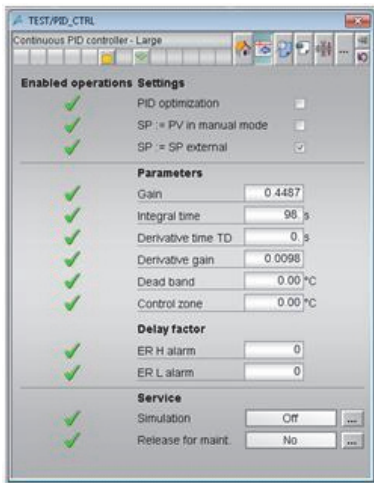 TEST/PID_CTRL
Continuous PID controller - Large
...
Enabled operations Settings
PID optimization
SP := PV in manual mode
SP := SP external
Parameters
Gain 0.4487
Integral time 98. s
Derivative time TD 0. s
Derivative gain 0.0098
Dead band 0.00 °C
Control zone 0.00 °C
Delay factor
ER H alarm 0
ER L alarm 0
Service
Simulation Off ...
Release for maint. No ...